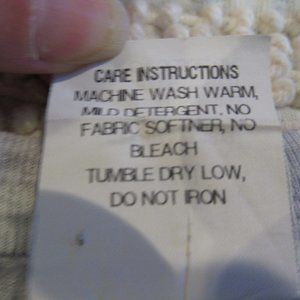 CARE INSTRUCTIONS
MACHINE WASH WARM,
MILD DETERGENT, NO
FABRIC SOFTNER, NO
BLEACH
TUMBLE DRY LOW,
DO NOT IRON